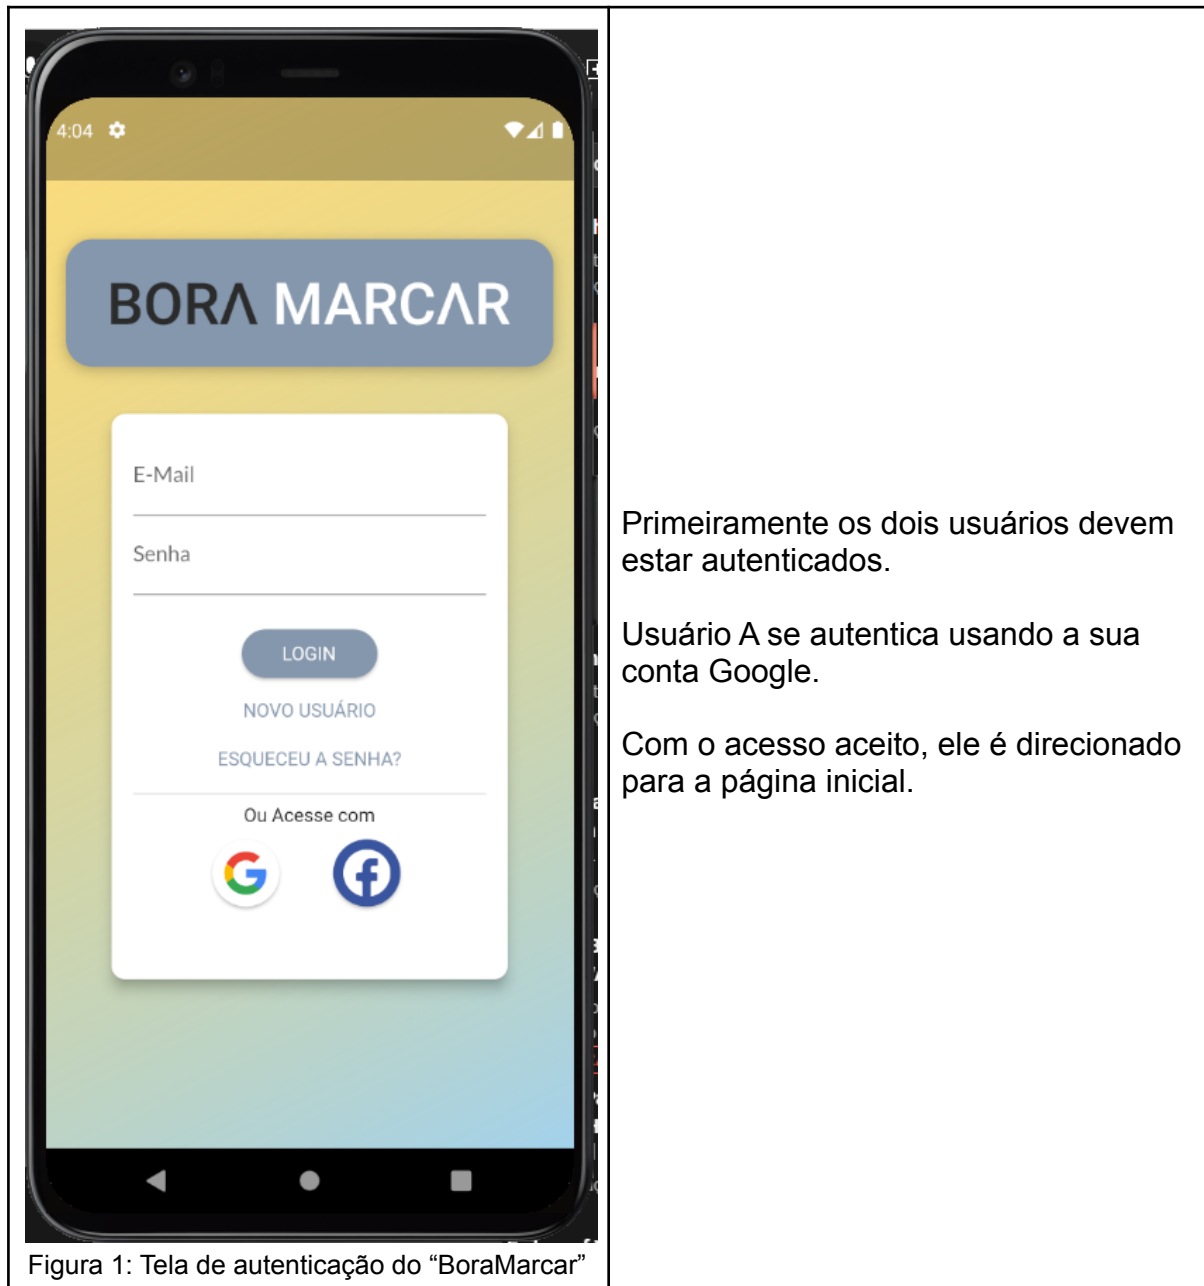 4:04
BORA MARCAR
E-Mail
Senha
LOGIN
NOVO USUÁRIO
ESQUECEU A SENHA?
Ou Acesse com
Figura 1: Tela de autenticação do “BoraMarcar”
Primeiramente os dois usuários devem
estar autenticados.
Usuário A se autentica usando a sua
conta Google.
Com o acesso aceito, ele é direcionado
para a página inicial.